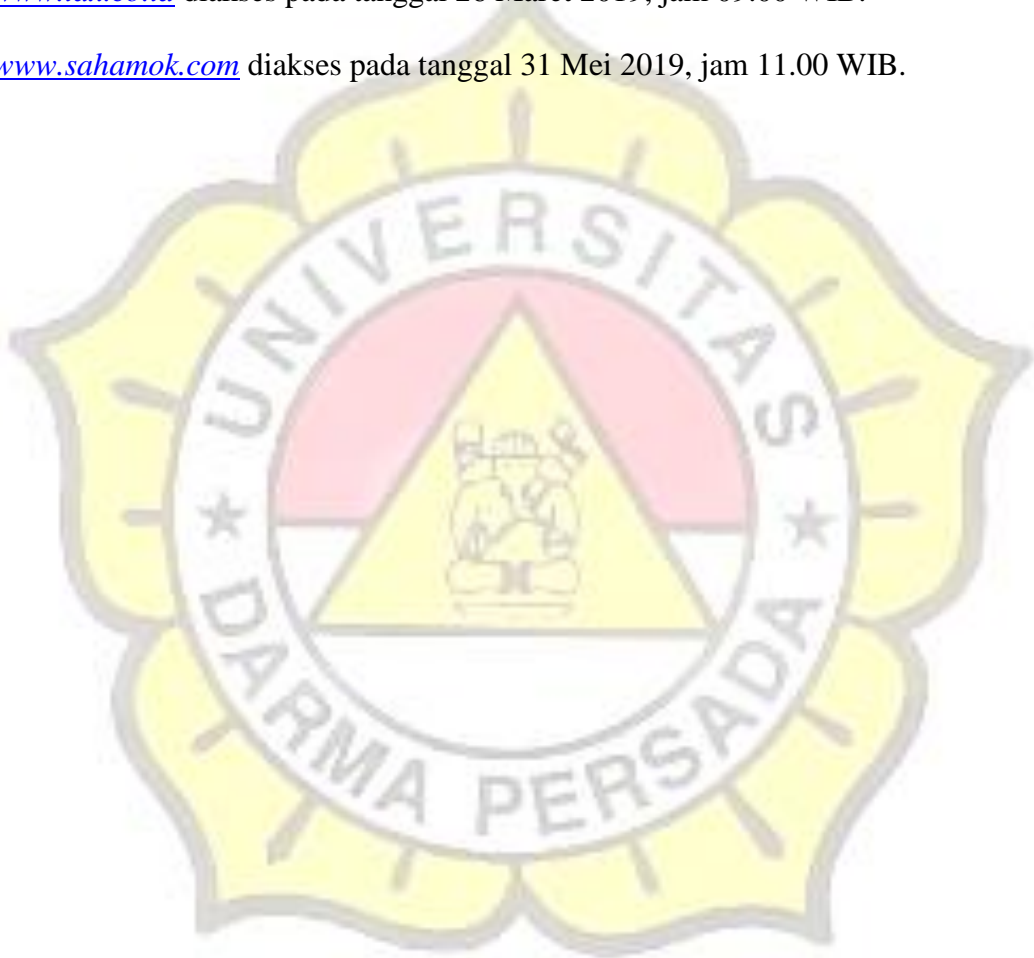 diakses pada tanggal Maret 2019, jam 09.00 WIB.
www.sahamok.com diakses pada tanggal 31 Mei 2019, jam 11.00 WIB.
UNIVERSITAS
DARMA PERSADA